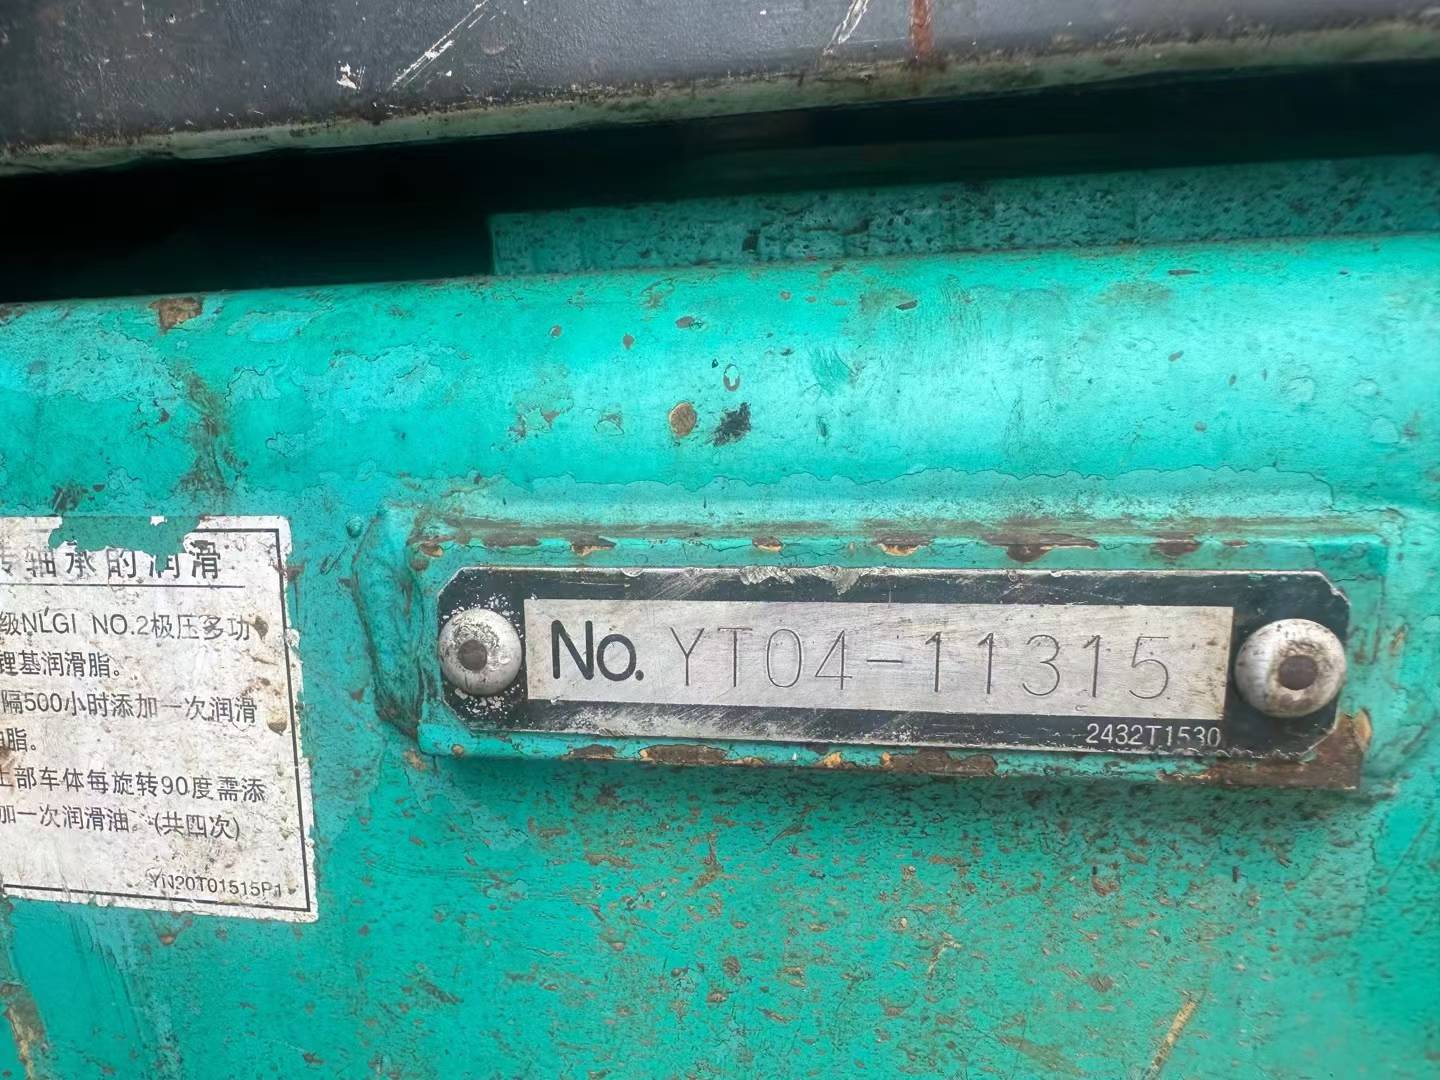 轴承的润滑
级NLGI NO.2极压多功
锂基润滑脂。
隔500小时添加一次润滑
脂。
上部车体每旋转90度需添
加一次润滑油。(共四次)
YN20T01515P1
No. YT04-11315
2432T1530